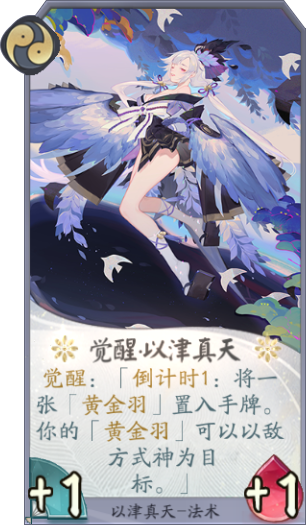 觉醒·以津真天
觉醒：「倒计时1：将一
张「黄金羽」置入手牌。
你的「黄金羽」可以以敌
方式神为目
标。」
+1
以津真天-法术
+1